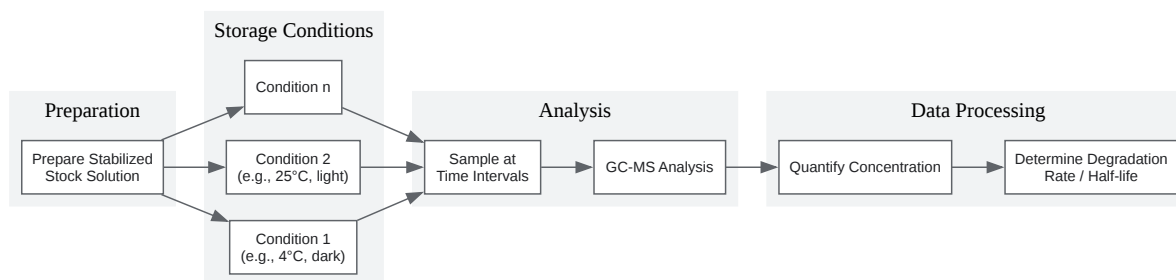 Preparation
Prepare Stabilized
Stock Solution
Storage Conditions
Condition n
Condition 2
(e.g., 25°C, light)
Condition 1
(e.g., 4°C, dark)
Analysis
Sample at
Time Intervals
GC-MS Analysis
Data Processing
Quantify Concentration
Determine Degradation
Rate / Half-life